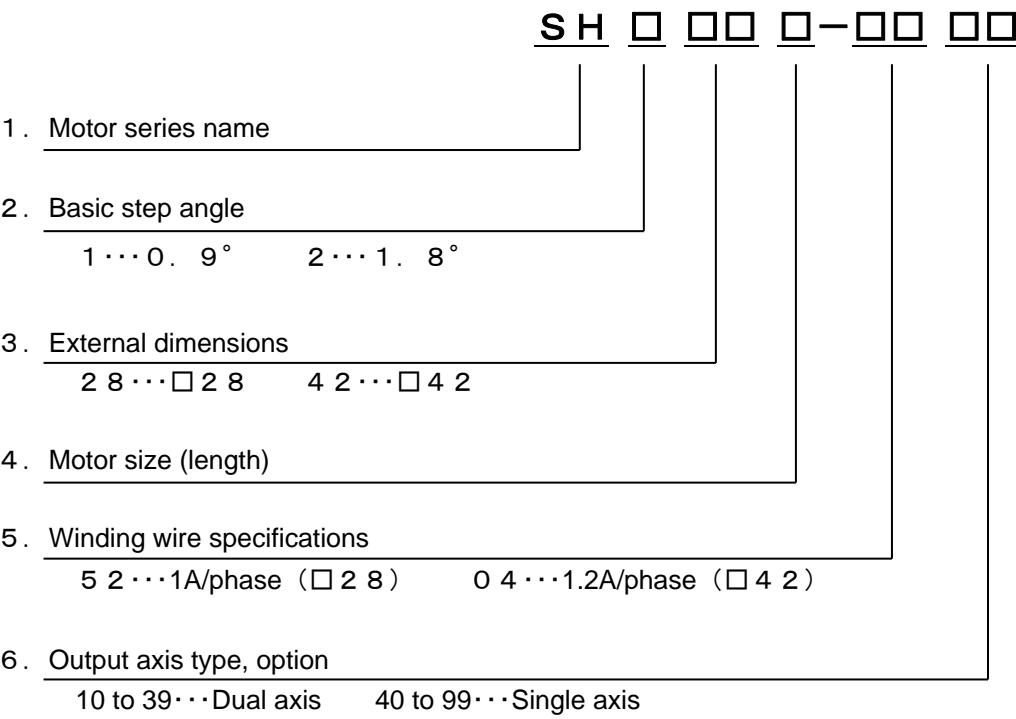 ＳＨ □ □□ □－□□ □□
１. Motor series name
２. Basic step angle
１･･･０．９° ２･･･１．８°
３. External dimensions
２８･･･□２８ ４２･･･□４２
４. Motor size (length)
５. Winding wire specifications
５２･･･1A/phase（□２８） ０４･･･1.2A/phase（□４２）
６. Output axis type, option
10 to 39･･･Dual axis 40 to 99･･･Single axis